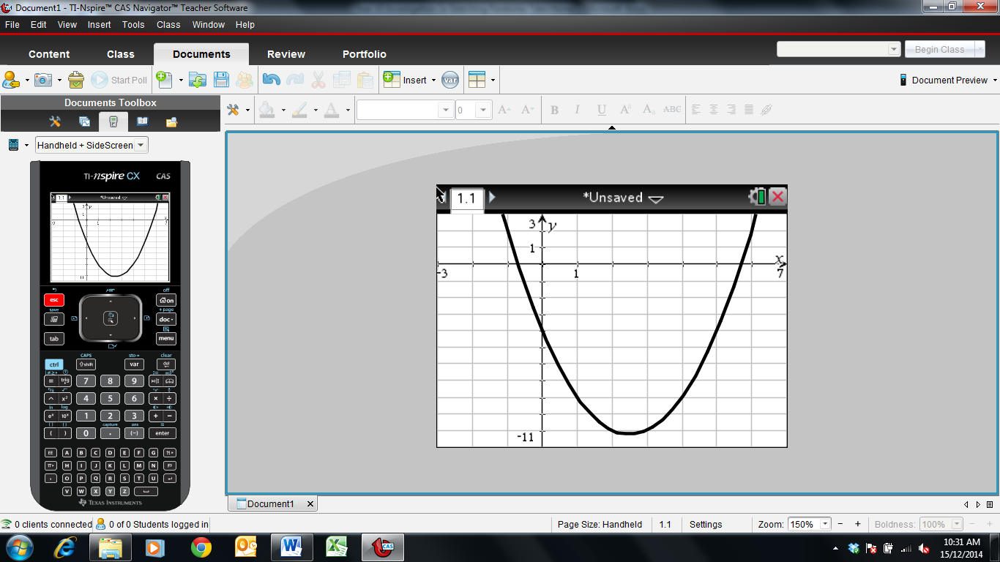 Document1 - TI-Nspire™ CAS Navigator™ Teacher Software
File Edit View Insert Tools Class Window Help
Content Class Documents Review Portfolio
Begin Class
Start Poll
Insert
var
Document Preview
Documents Toolbox
0
A A B I U A A ABC
Handheld + SideScreen
TI-nspire CX CAS
1.1 *Unsaved
1.1 *Unsaved
3 y
1
x
-3 1 7
-11
off
esc on
save + page
doc
tab menu
CAPS sto→ clear
ctrl shift var del
= trig 7 8 9
^ x² 4 5 6 × ÷
ln log
eˣ 10ˣ 1 2 3 + −
capture ans
( ) 0 . (−) enter
EE A B C D E F G ?!
π H I J K L M N
, O P Q R S T U
V W X Y Z
TEXAS INSTRUMENTS
Document1
0 clients connected 0 of 0 Students logged in
Page Size: Handheld 1.1 Settings Zoom: 150% − + Boldness: 100% − +
CAS
10:31 AM
15/12/2014